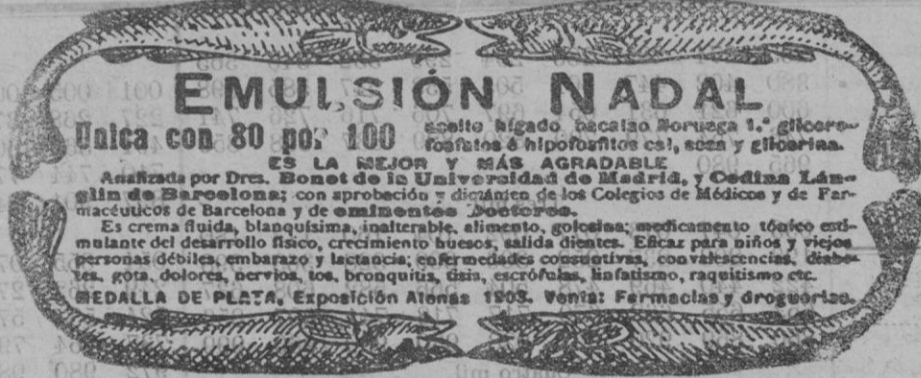 EMULSIÓN NADAL
Unica con 80 por 100 aceite hígado bacalao Noruega 1.ª glicero-
fosfatos é hipofosfitos cal, sosa y glicerina.
ES LA MEJOR Y MÁS AGRADABLE
Analizada por Dres. Bonet de la Universidad de Madrid, y Codina Län-
glin de Barcelona; con aprobación y dictámen de los Colegios de Médicos y de Far-
macéuticos de Barcelona y de eminentes Doctores.
Es crema fluida, blanquísima, inalterable, alimento, golosina; medicamento tónico esti-
mulante del desarrollo físico, crecimiento huesos, salida dientes. Eficaz para niños y viejos
personas débiles, embarazo y lactancia; enfermedades consuntivas, convalescencias, diabe-
tes, gota, dolores, nervios, tos, bronquitis, tisis, escrófulas, linfatismo, raquitismo etc.
MEDALLA DE PLATA, Exposición Atenas 1903. Venta: Farmacias y droguerías.